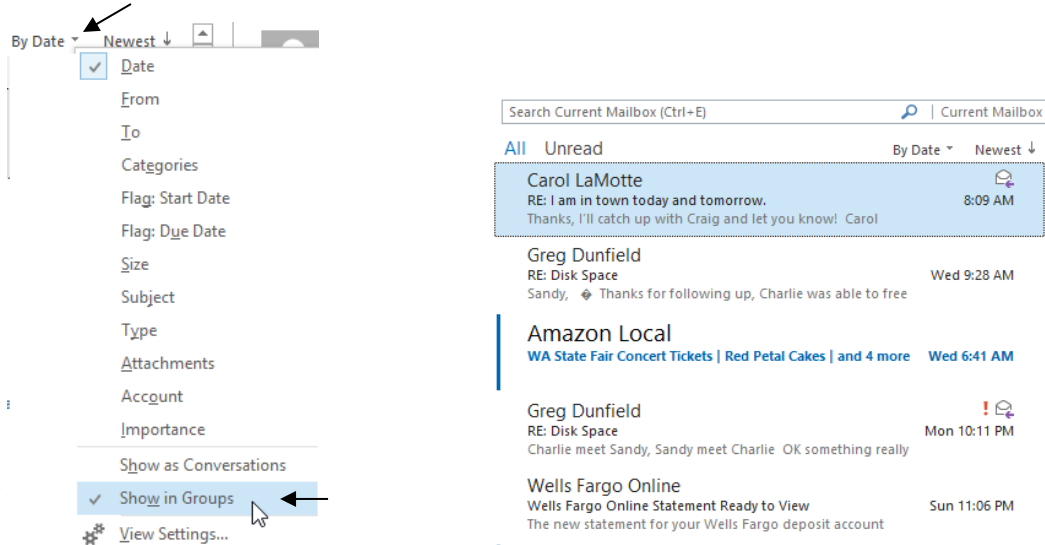 By Date Newest ↓
Date
From
To
Categories
Flag: Start Date
Flag: Due Date
Size
Subject
Type
Attachments
Account
Importance
Show as Conversations
Show in Groups
View Settings...
Search Current Mailbox (Ctrl+E) | Current Mailbox
All Unread By Date Newest ↓
Carol LaMotte
RE: I am in town today and tomorrow. 8:09 AM
Thanks, I'll catch up with Craig and let you know! Carol
Greg Dunfield
RE: Disk Space Wed 9:28 AM
Sandy, � Thanks for following up, Charlie was able to free
Amazon Local
WA State Fair Concert Tickets | Red Petal Cakes | and 4 more Wed 6:41 AM
Greg Dunfield !
RE: Disk Space Mon 10:11 PM
Charlie meet Sandy, Sandy meet Charlie OK something really
Wells Fargo Online
Wells Fargo Online Statement Ready to View Sun 11:06 PM
The new statement for your Wells Fargo deposit account